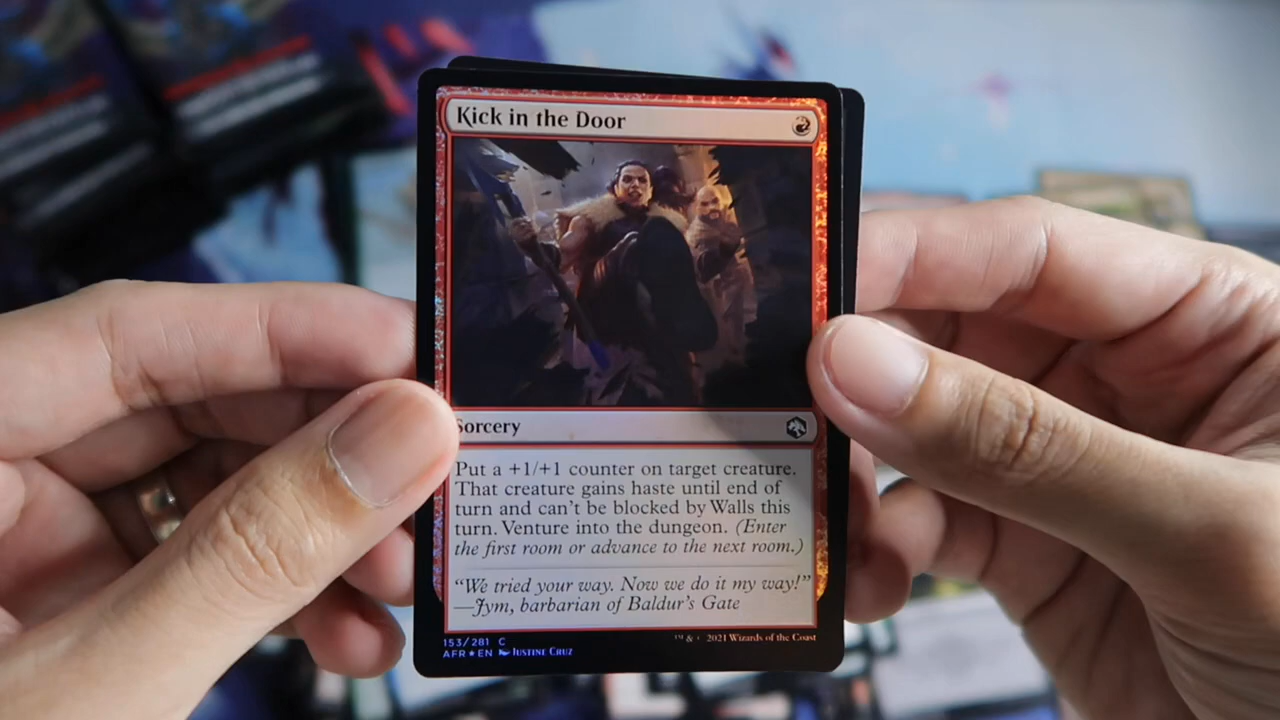 Kick in the Door
Sorcery
Put a +1/+1 counter on target creature.
That creature gains haste until end of
turn and can't be blocked by Walls this
turn. Venture into the dungeon. (Enter
the first room or advance to the next room.)
"We tried your way. Now we do it my way!"
—Jym, barbarian of Baldur's Gate
153/281 C
AFR★EN Justine Cruz
™ & © 2021 Wizards of the Coast